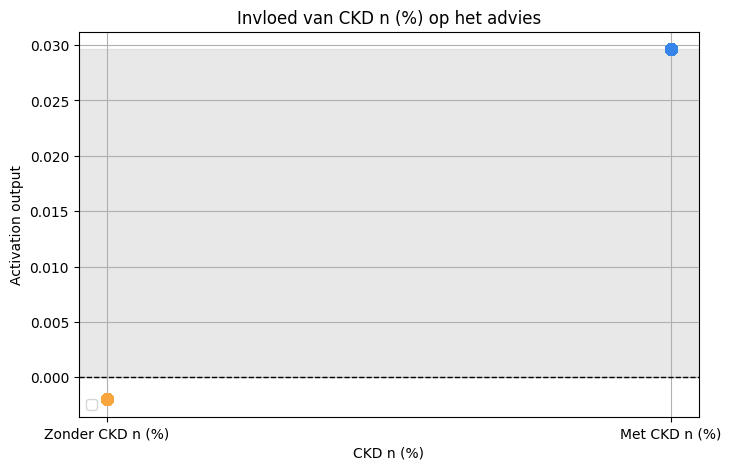 Invloed van CKD n (%) op het advies
Activation output
0.030
0.025
0.020
0.015
0.010
0.005
0.000
Zonder CKD n (%)
Met CKD n (%)
CKD n (%)